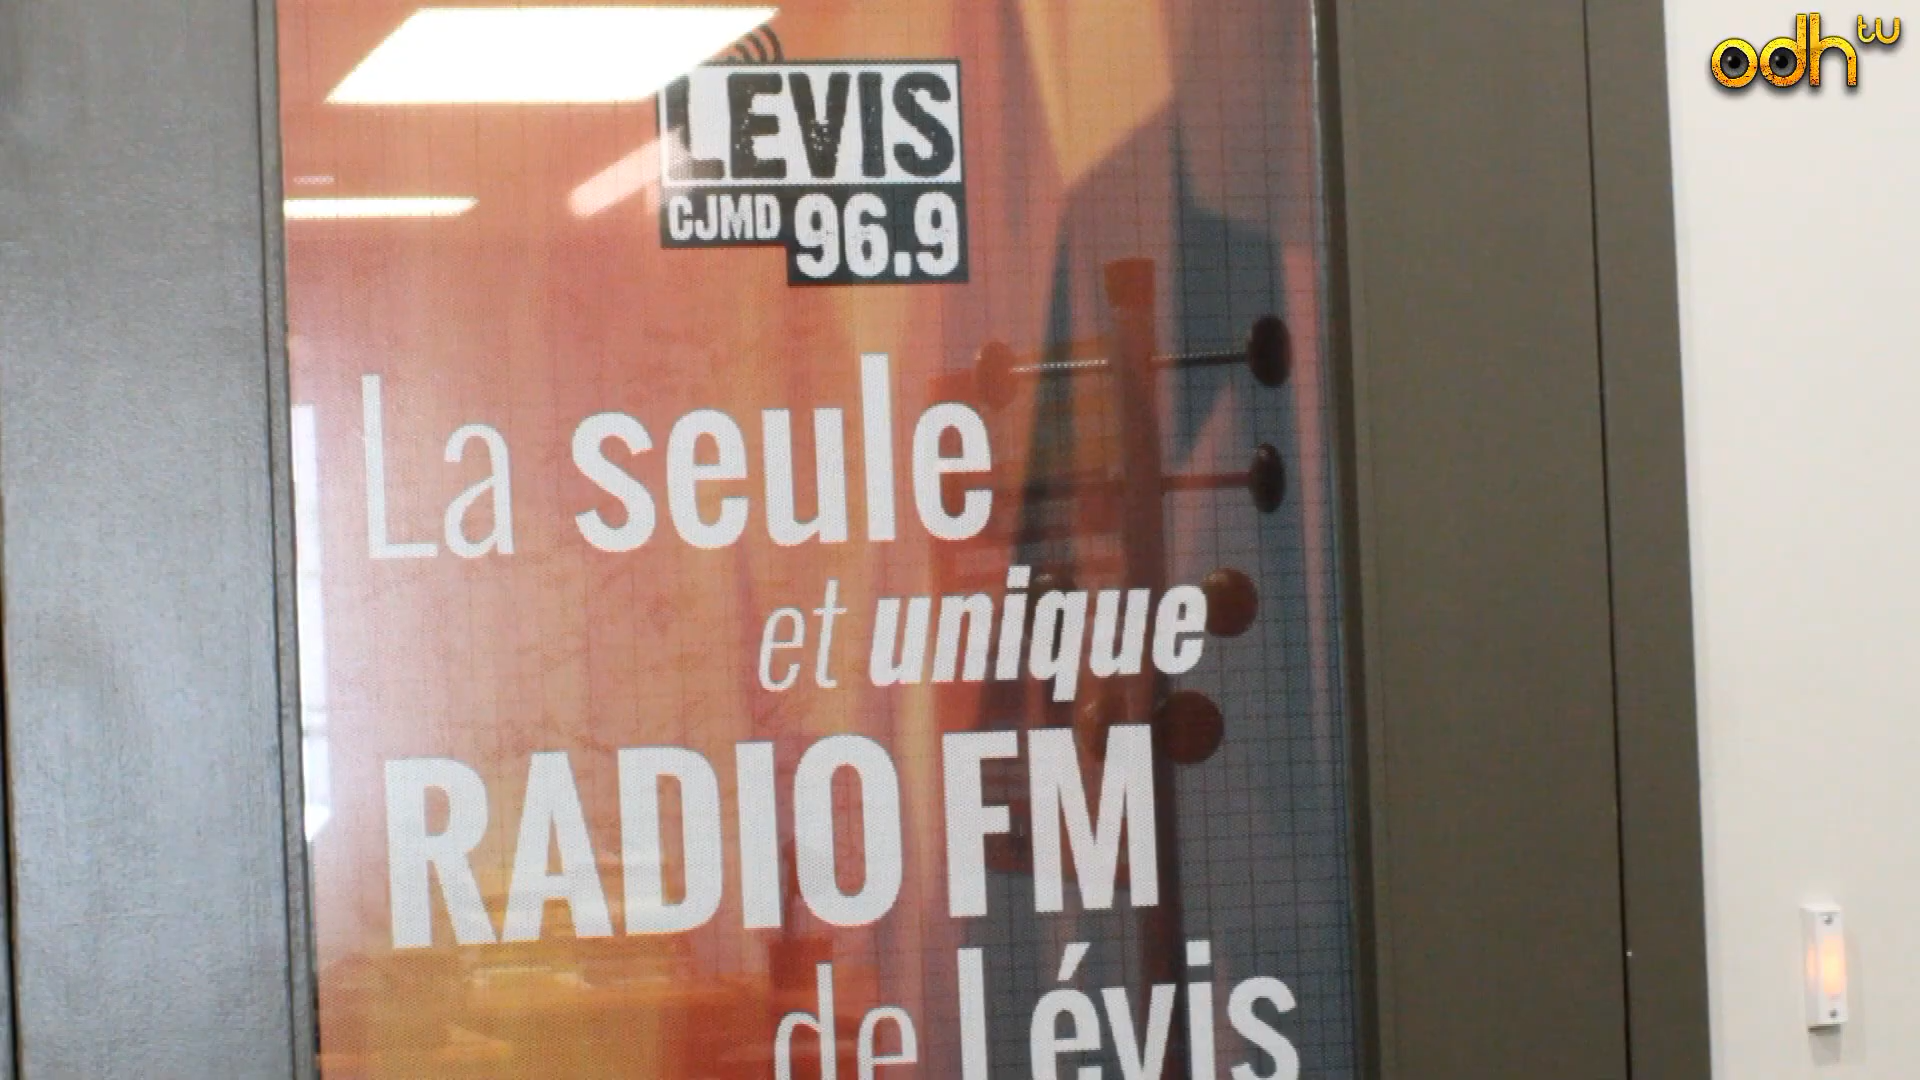 odh tv
LEVIS
CJMD 96.9
La seule
et unique
RADIO FM
de Lévis